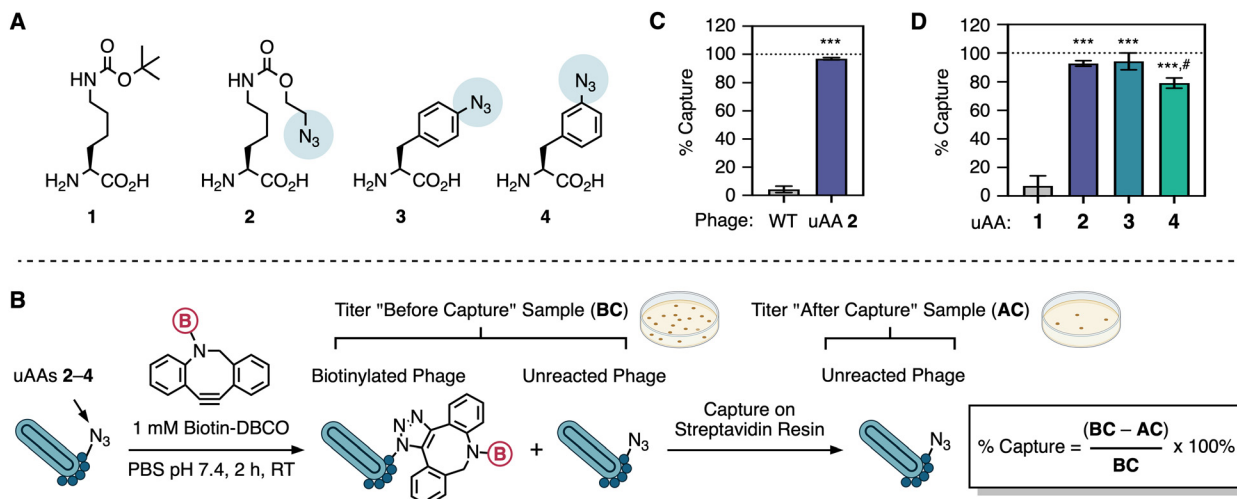 A
NH
O
O
H₂N
CO₂H
1
NH
O
O
N₃
H₂N
CO₂H
2
N₃
H₂N
CO₂H
3
N₃
H₂N
CO₂H
4
C
% Capture
120
100
80
60
40
20
0
***
Phage: WT uAA 2
D
% Capture
120
100
80
60
40
20
0
***
***
***,#
uAA: 1 2 3 4
B
uAAs 2–4
N₃
B
N
1 mM Biotin-DBCO
PBS pH 7.4, 2 h, RT
Titer "Before Capture" Sample (BC)
Biotinylated Phage
N
N
N
N
B
+
Unreacted Phage
N₃
Capture on
Streptavidin Resin
Titer "After Capture" Sample (AC)
Unreacted Phage
N₃
% Capture = (BC – AC) x 100%
BC